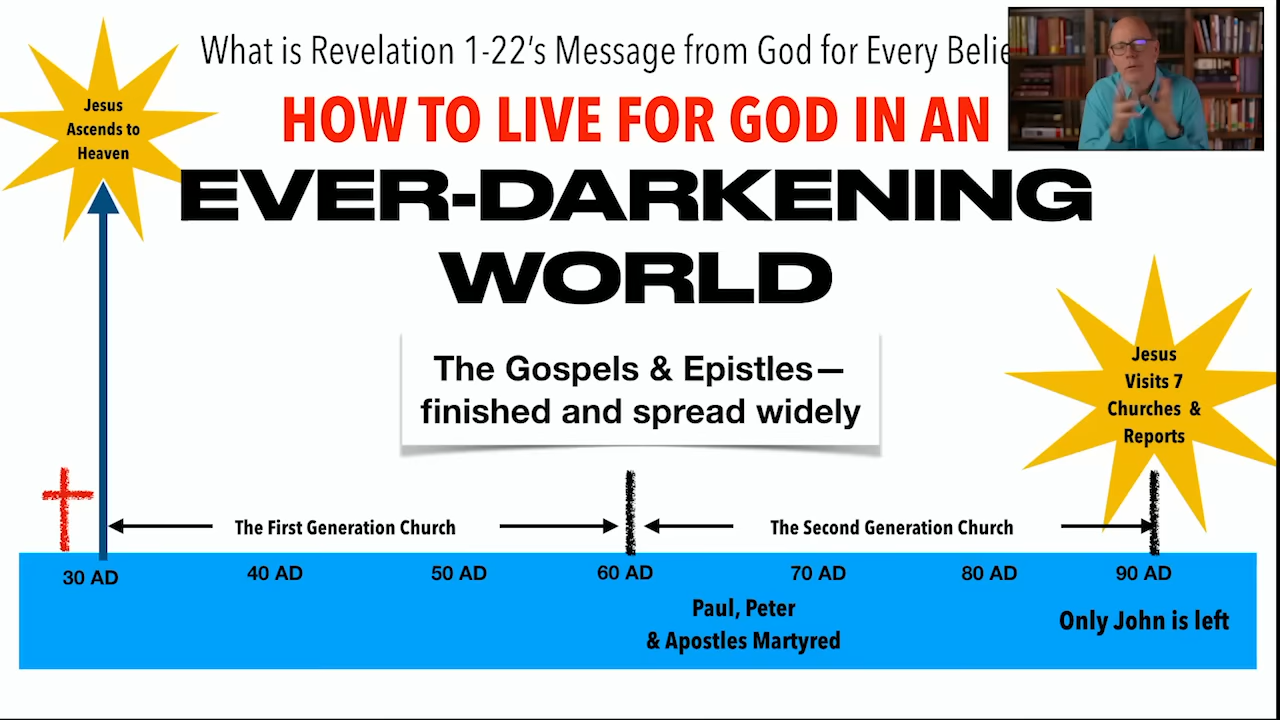 What is Revelation 1-22's Message from God for Every
HOW TO LIVE FOR GOD IN AN
EVER-DARKENING
WORLD
Jesus
Ascends to
Heaven
The Gospels & Epistles—
finished and spread widely
Jesus
Visits 7
Churches &
Reports
The First Generation Church
The Second Generation Church
30 AD
40 AD
50 AD
60 AD
70 AD
80 AD
90 AD
Paul, Peter
& Apostles Martyred
Only John is left